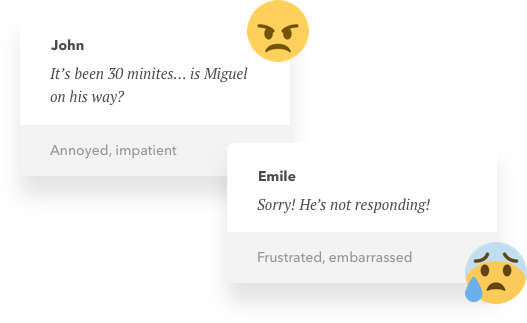 John
It’s been 30 minites… is Miguel
on his way?
Annoyed, impatient
Emile
Sorry! He’s not responding!
Frustrated, embarrassed